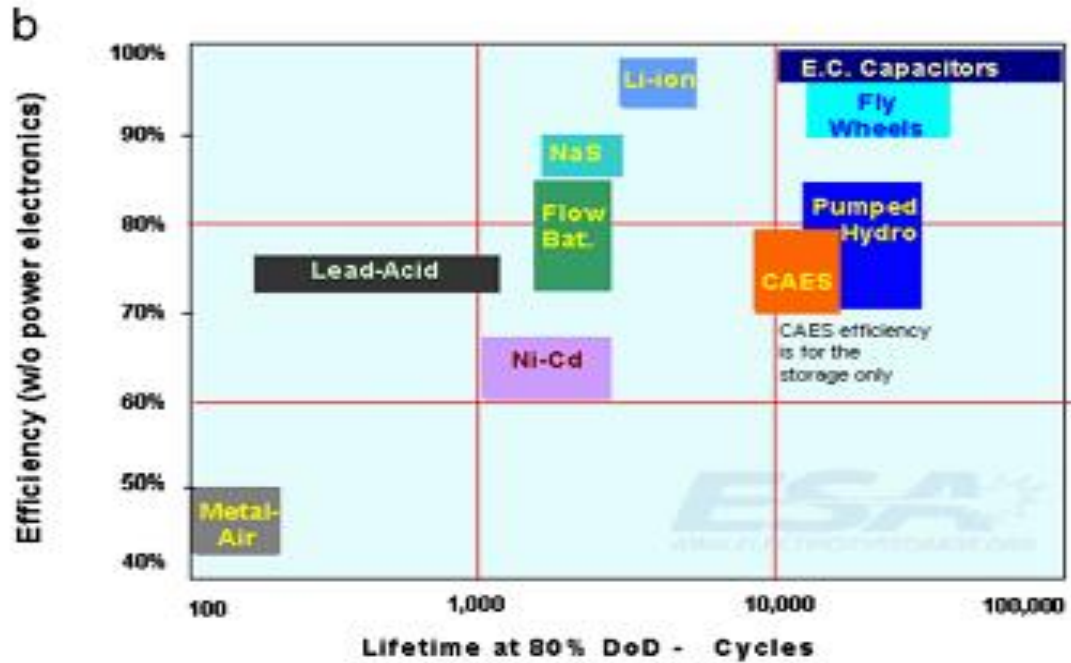 b
Efficiency (w/o power electronics)
100%
90%
80%
70%
60%
50%
40%
E.C. Capacitors
Li-ion
Fly
Wheels
NaS
Flow
Bat.
Pumped
Hydro
Lead-Acid
CAES
CAES efficiency
is for the
storage only
Ni-Cd
Metal-
Air
ESA
100
1,000
10,000
100,000
Lifetime at 80% DoD - Cycles